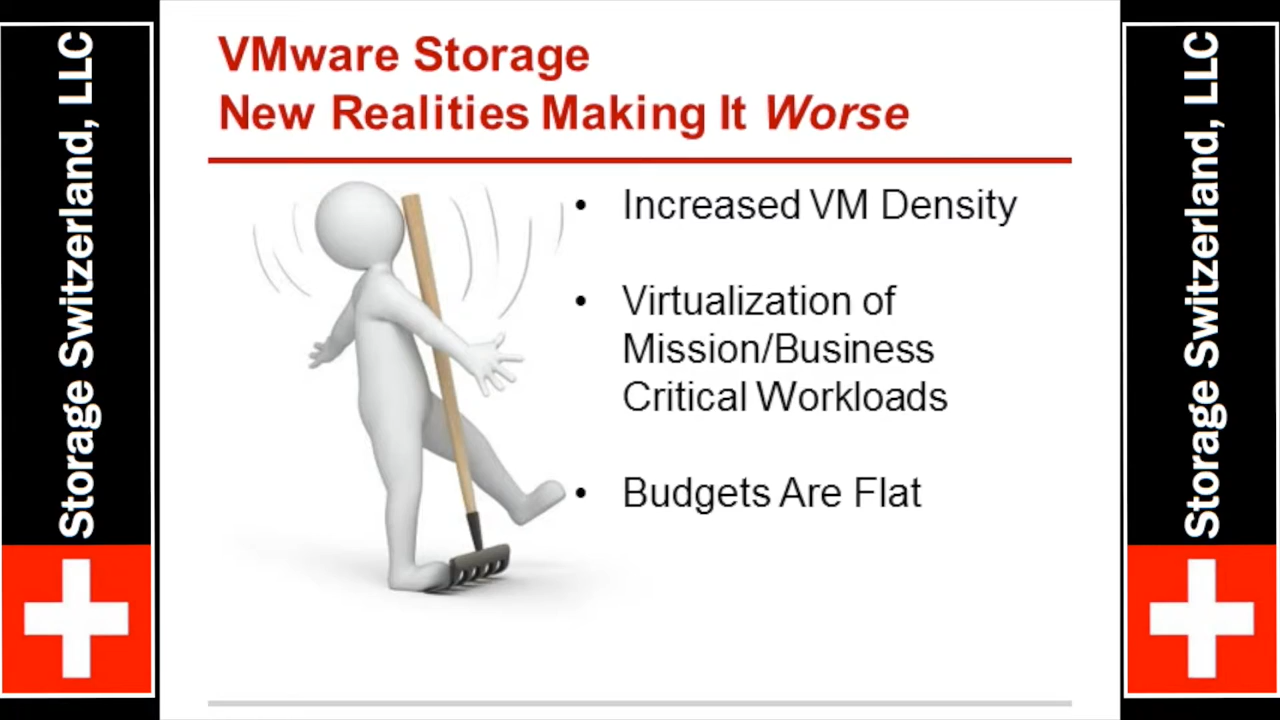 Storage Switzerland, LLC
VMware Storage
New Realities Making It Worse
• Increased VM Density
• Virtualization of
Mission/Business
Critical Workloads
• Budgets Are Flat
Storage Switzerland, LLC